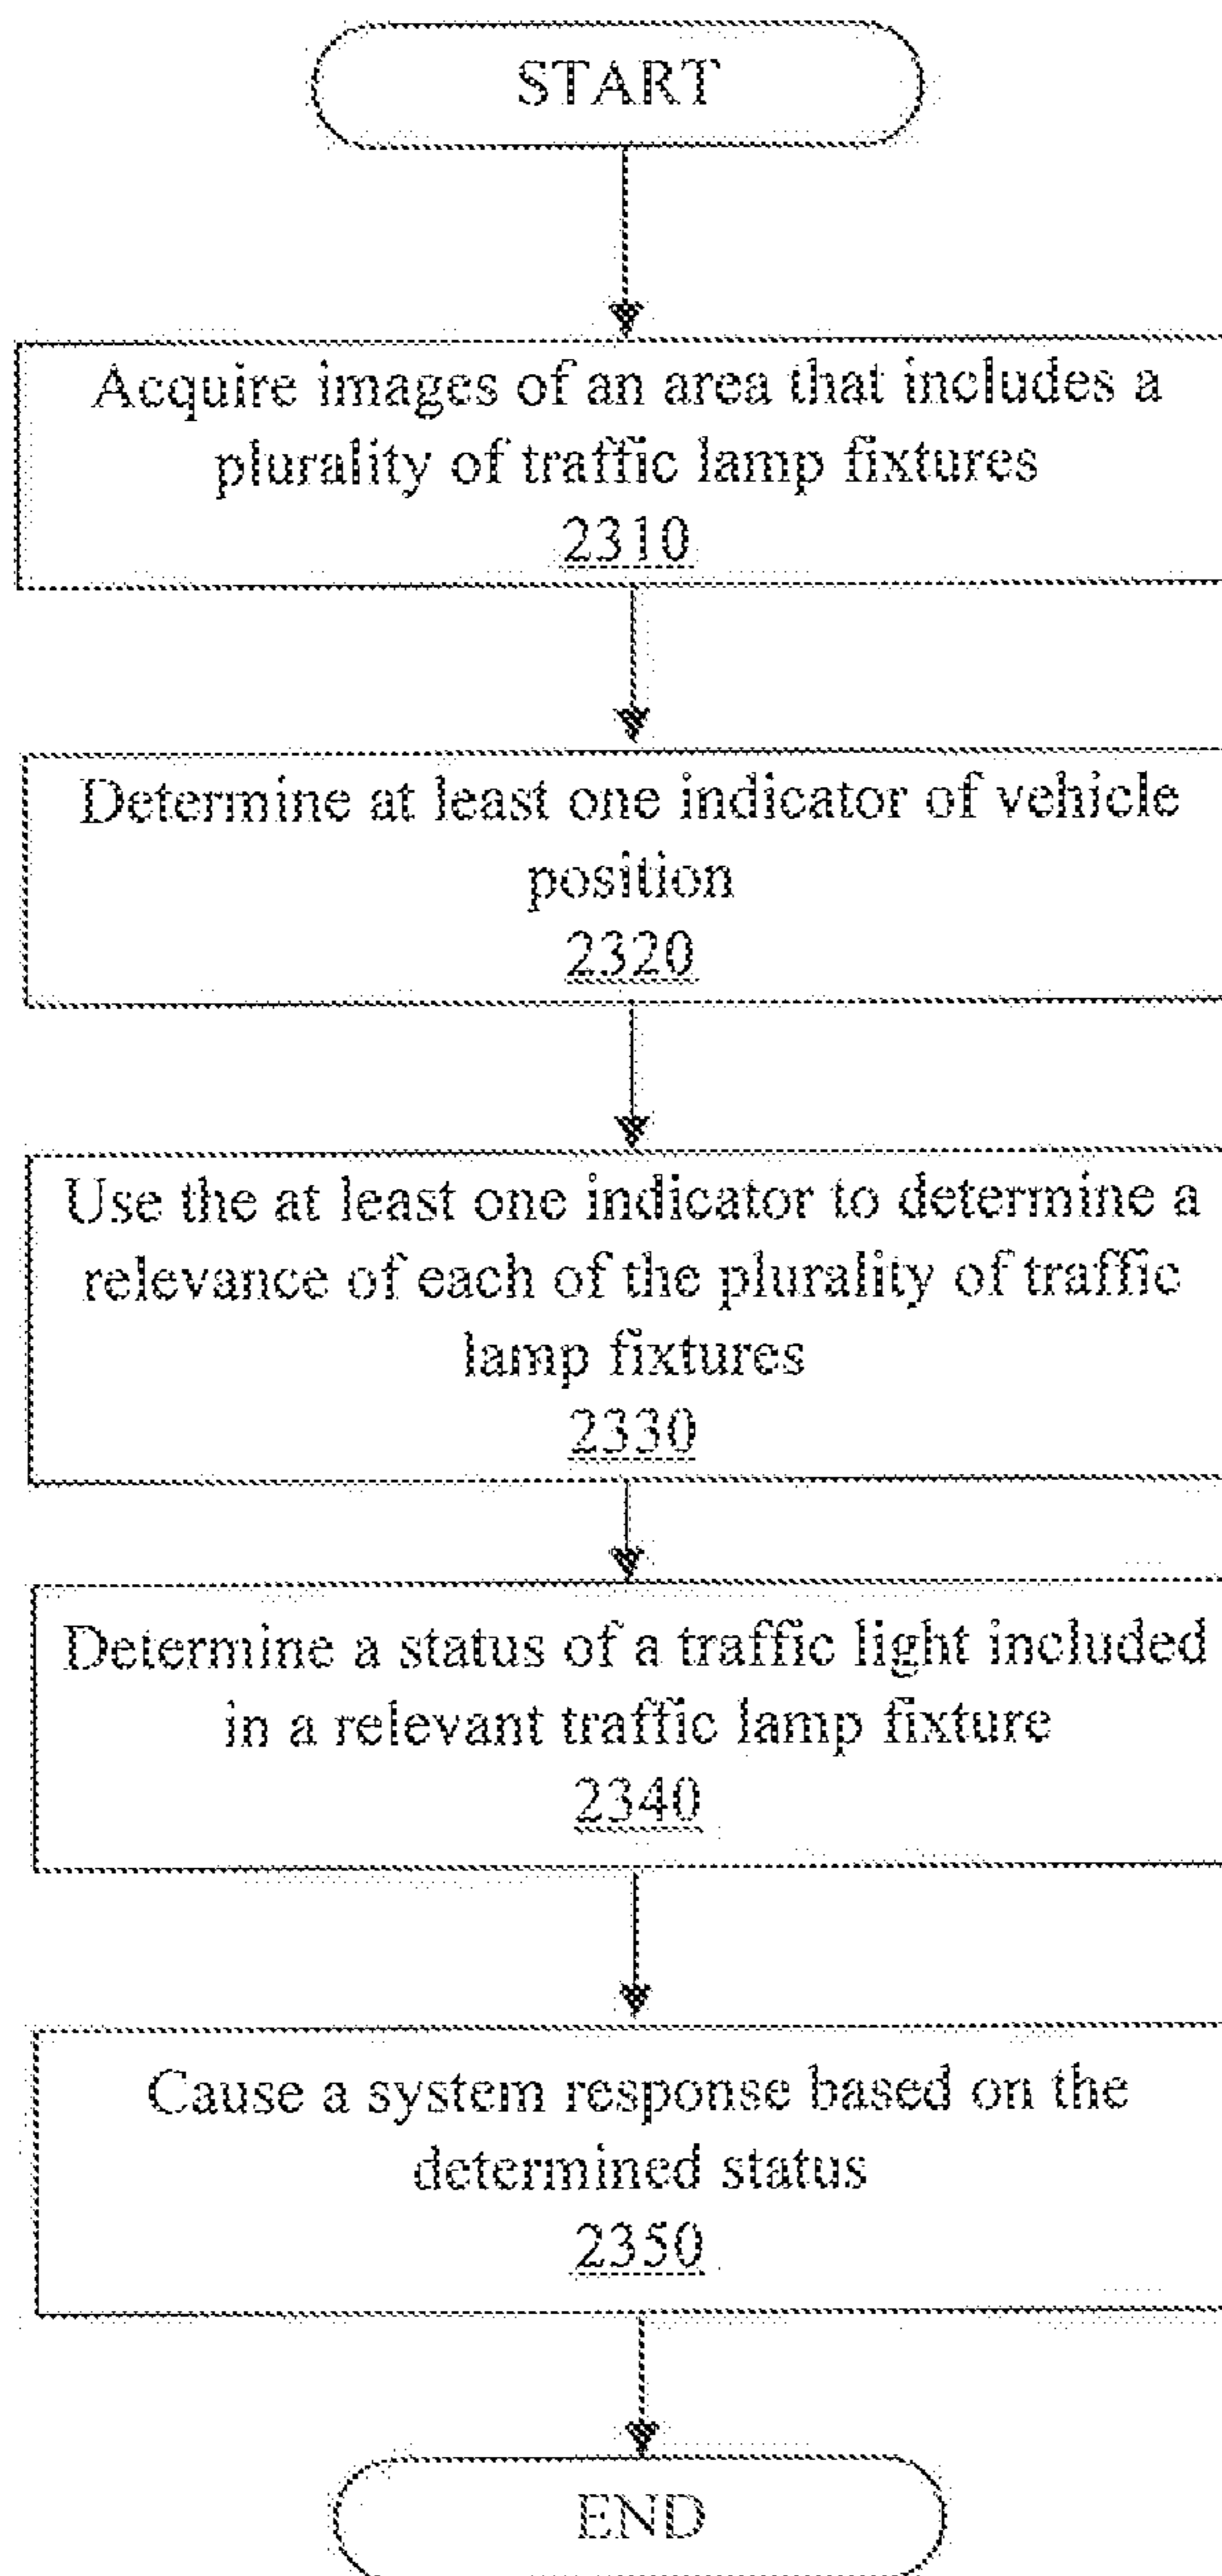 START
Acquire images of an area that includes a
plurality of traffic lamp fixtures
2310
Determine at least one indicator of vehicle
position
2320
Use the at least one indicator to determine a
relevance of each of the plurality of traffic
lamp fixtures
2330
Determine a status of a traffic light included
in a relevant traffic lamp fixture
2340
Cause a system response based on the
determined status
2350
END